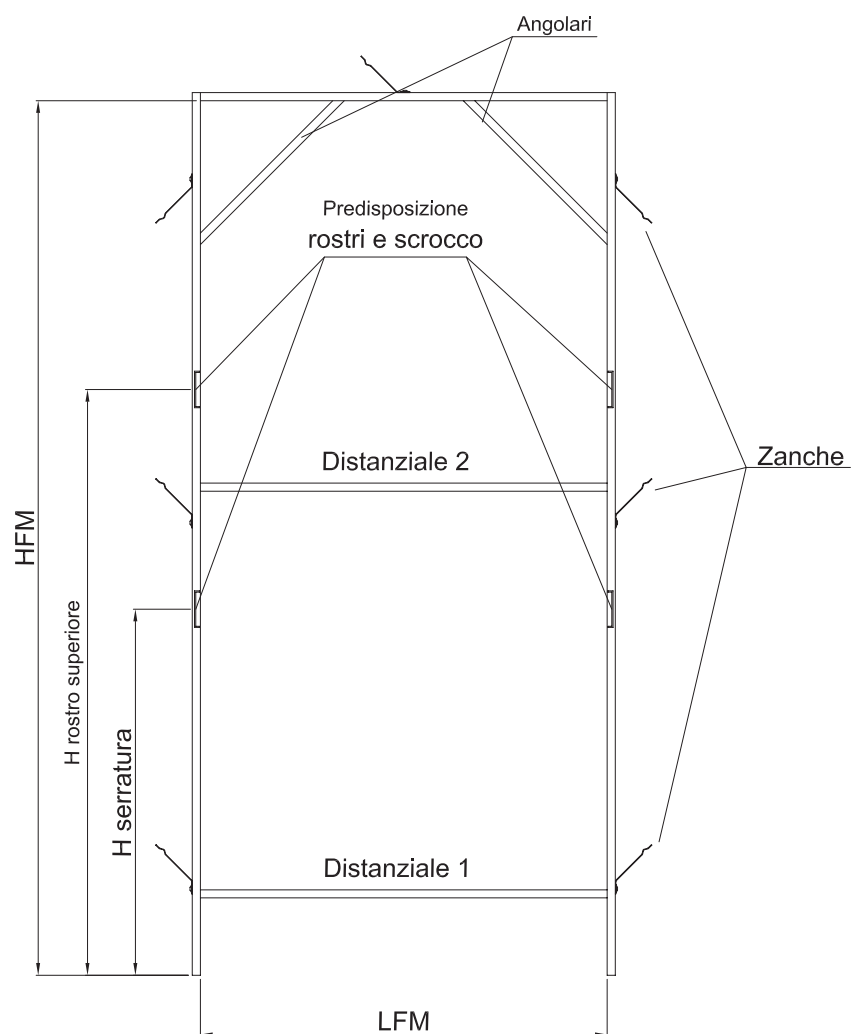 Angolari
Predisposizione
rostri e scrocco
Distanziale 2
Zanche
HFM
H rostro superiore
H serratura
Distanziale 1
LFM